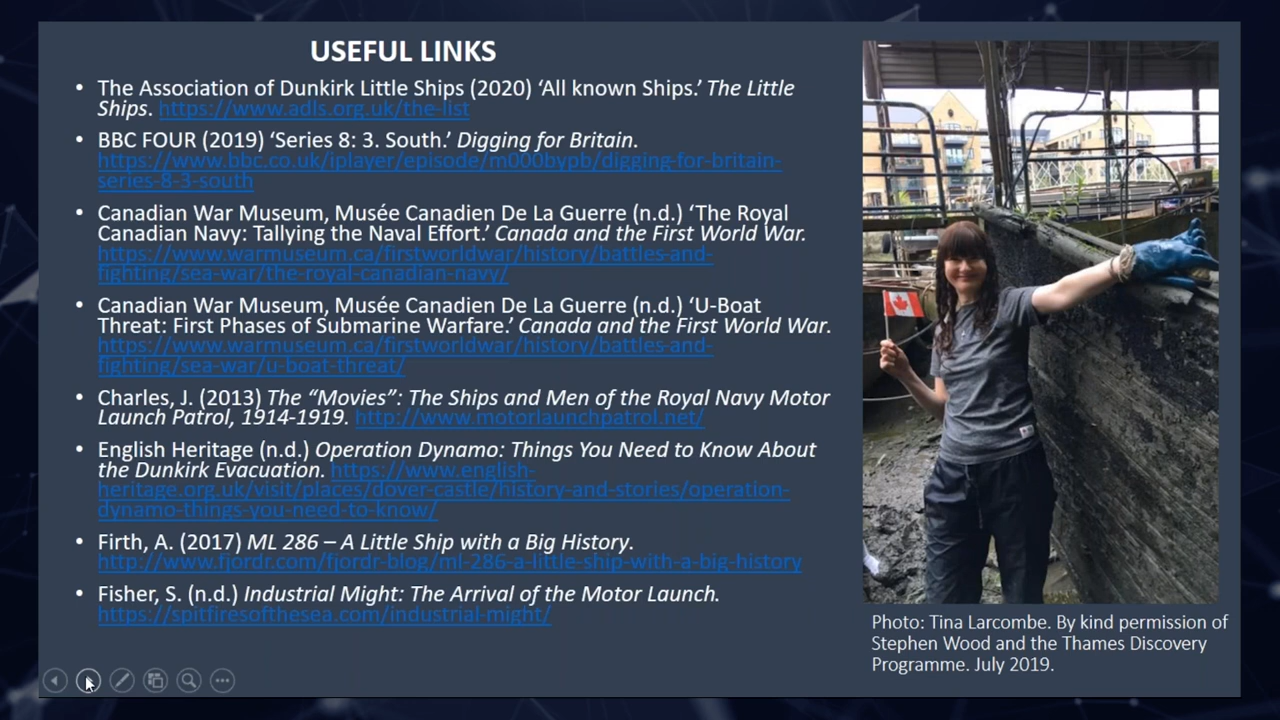 USEFUL LINKS
• The Association of Dunkirk Little Ships (2020) ‘All known Ships.’ The Little
Ships. https://www.adls.org.uk/the-list
• BBC FOUR (2019) ‘Series 8: 3. South.’ Digging for Britain.
https://www.bbc.co.uk/iplayer/episode/m000bypb/digging-for-britain-
series-8-3-south
• Canadian War Museum, Musée Canadien De La Guerre (n.d.) ‘The Royal
Canadian Navy: Tallying the Naval Effort.’ Canada and the First World War.
https://www.warmuseum.ca/firstworldwar/history/battles-and-
fighting/sea-war/the-royal-canadian-navy/
• Canadian War Museum, Musée Canadien De La Guerre (n.d.) ‘U-Boat
Threat: First Phases of Submarine Warfare.’ Canada and the First World War.
https://www.warmuseum.ca/firstworldwar/history/battles-and-
fighting/sea-war/u-boat-threat/
• Charles, J. (2013) The “Movies”: The Ships and Men of the Royal Navy Motor
Launch Patrol, 1914-1919. http://www.motorlaunchpatrol.net/
• English Heritage (n.d.) Operation Dynamo: Things You Need to Know About
the Dunkirk Evacuation. https://www.english-
heritage.org.uk/visit/places/dover-castle/history-and-stories/operation-
dynamo-things-you-need-to-know/
• Firth, A. (2017) ML 286 – A Little Ship with a Big History.
http://www.fjordr.com/fjordr-blog/ml-286-a-little-ship-with-a-big-history
• Fisher, S. (n.d.) Industrial Might: The Arrival of the Motor Launch.
https://spitfiresofthesea.com/industrial-might/
Photo: Tina Larcombe. By kind permission of
Stephen Wood and the Thames Discovery
Programme. July 2019.